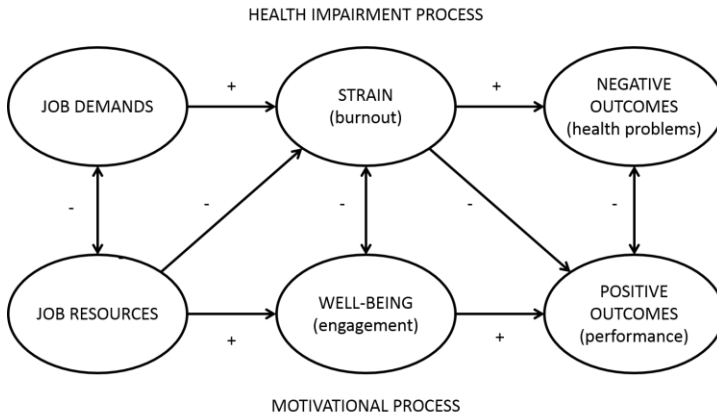 HEALTH IMPAIRMENT PROCESS
JOB DEMANDS
+
STRAIN
(burnout)
+
NEGATIVE
OUTCOMES
(health problems)
-
-
-
-
-
JOB RESOURCES
+
WELL-BEING
(engagement)
+
POSITIVE
OUTCOMES
(performance)
MOTIVATIONAL PROCESS